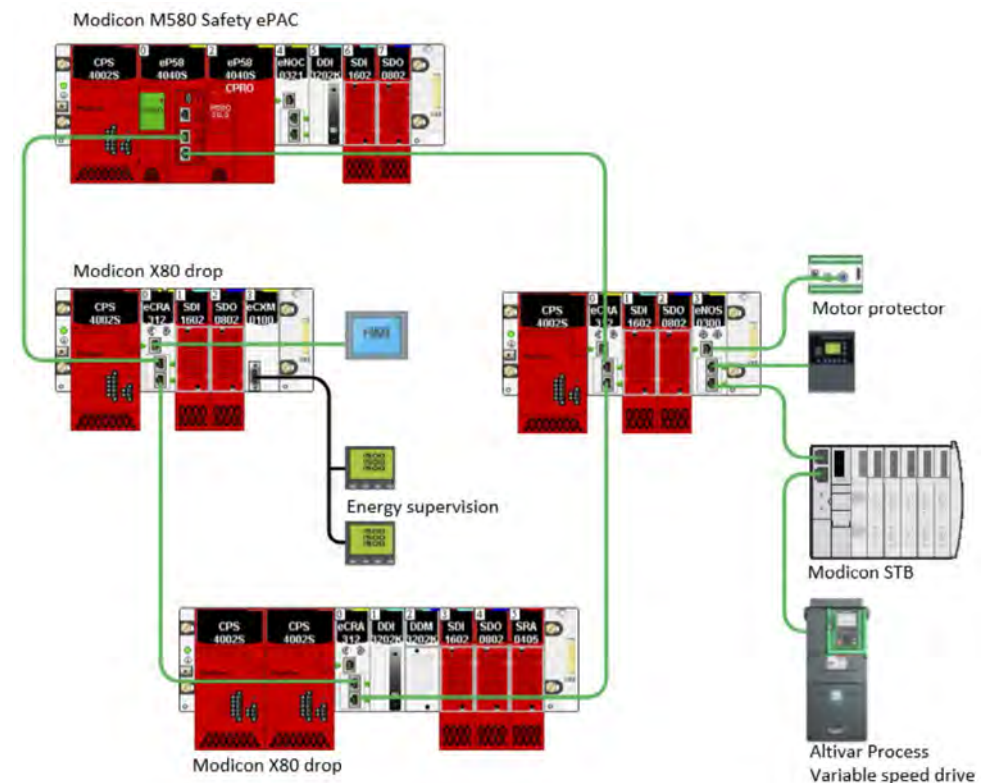 Modicon M580 Safety ePAC
0 2 4 5 6 7
CPS eP58 eP58 eNOC DDI SDI SDO
4002S 4040S 4040S 0321 3202K 1602 0802
CPRO
Modicon X80 drop
0 1 2 3
CPS eCRA SDI SDO eCXM
4002S 312 1602 0802 0100
0 1 2 3
CPS eCRA SDI SDO eNOS
4002S 312 1602 0802 0300
Motor protector
Energy supervision
Modicon STB
0 1 2 3 4 5
CPS CPS eCRA DDI DDM SDI SDO SRA
4002S 4002S 312 3202K 3202K 1602 0802 0405
Modicon X80 drop
Altivar Process
Variable speed drive